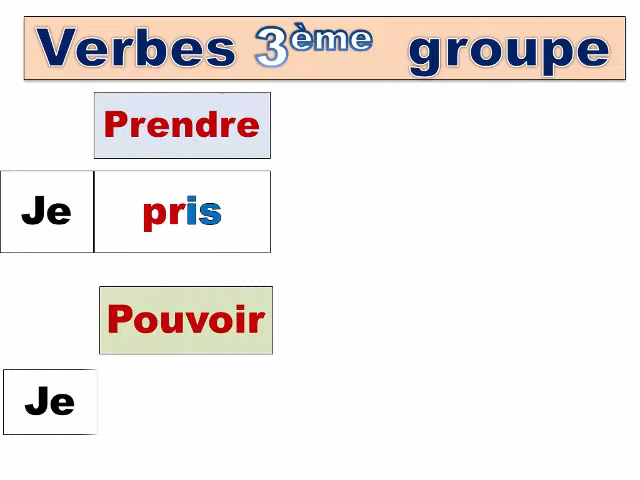 Verbes 3ème groupe
Prendre
Je pris
Pouvoir
Je